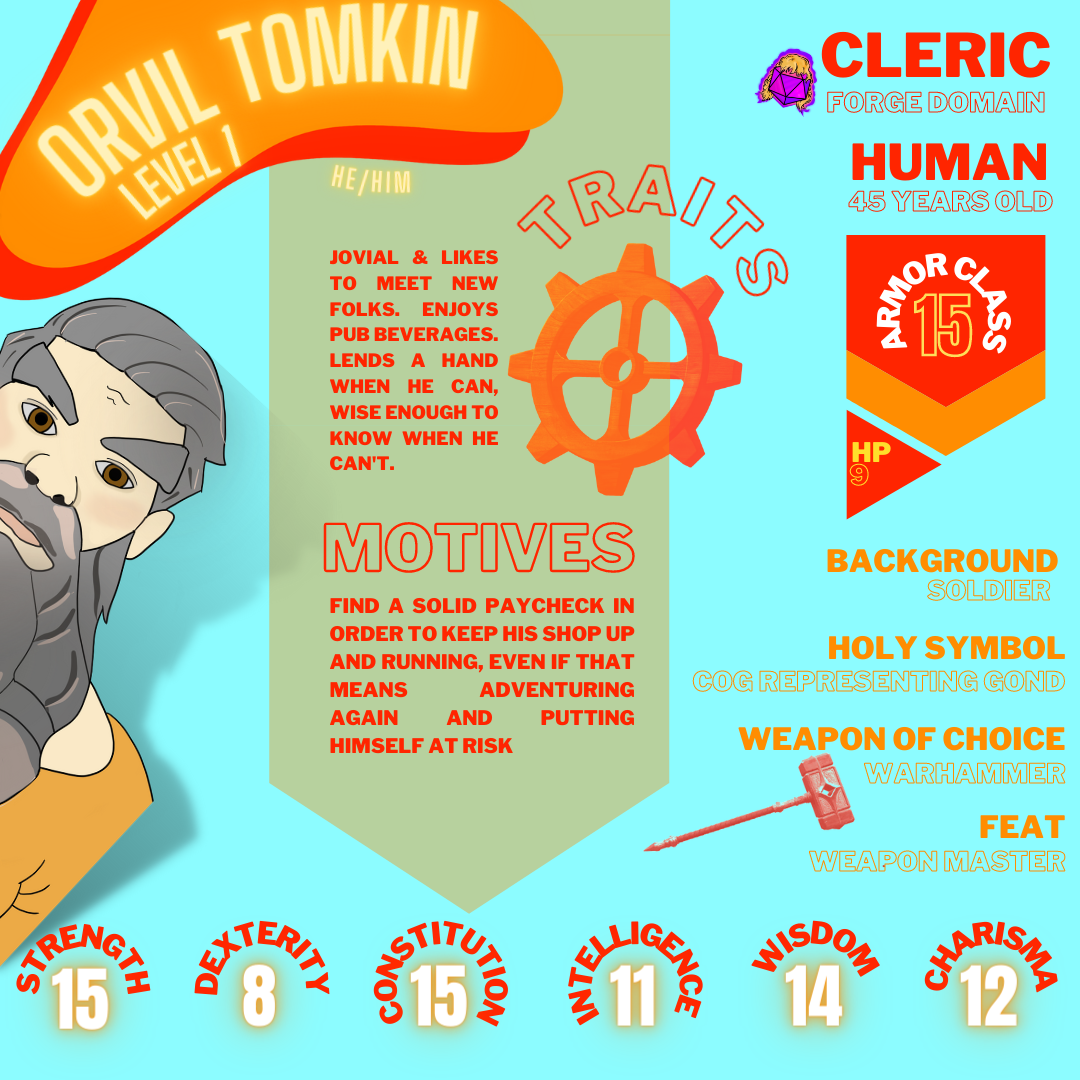 ORVIL TOMKIN
LEVEL 1
HE/HIM
TRAITS
JOVIAL & LIKES
TO MEET NEW
FOLKS. ENJOYS
PUB BEVERAGES.
LENDS A HAND
WHEN HE CAN,
WISE ENOUGH TO
KNOW WHEN HE
CAN'T.
MOTIVES
FIND A SOLID PAYCHECK IN
ORDER TO KEEP HIS SHOP UP
AND RUNNING, EVEN IF THAT
MEANS ADVENTURING
AGAIN AND PUTTING
HIMSELF AT RISK
CLERIC
FORGE DOMAIN
HUMAN
45 YEARS OLD
ARMOR CLASS
15
HP
9
BACKGROUND
SOLDIER
HOLY SYMBOL
COG REPRESENTING GOND
WEAPON OF CHOICE
WARHAMMER
FEAT
WEAPON MASTER
STRENGTH
15
DEXTERITY
8
CONSTITUTION
15
INTELLIGENCE
11
WISDOM
14
CHARISMA
12